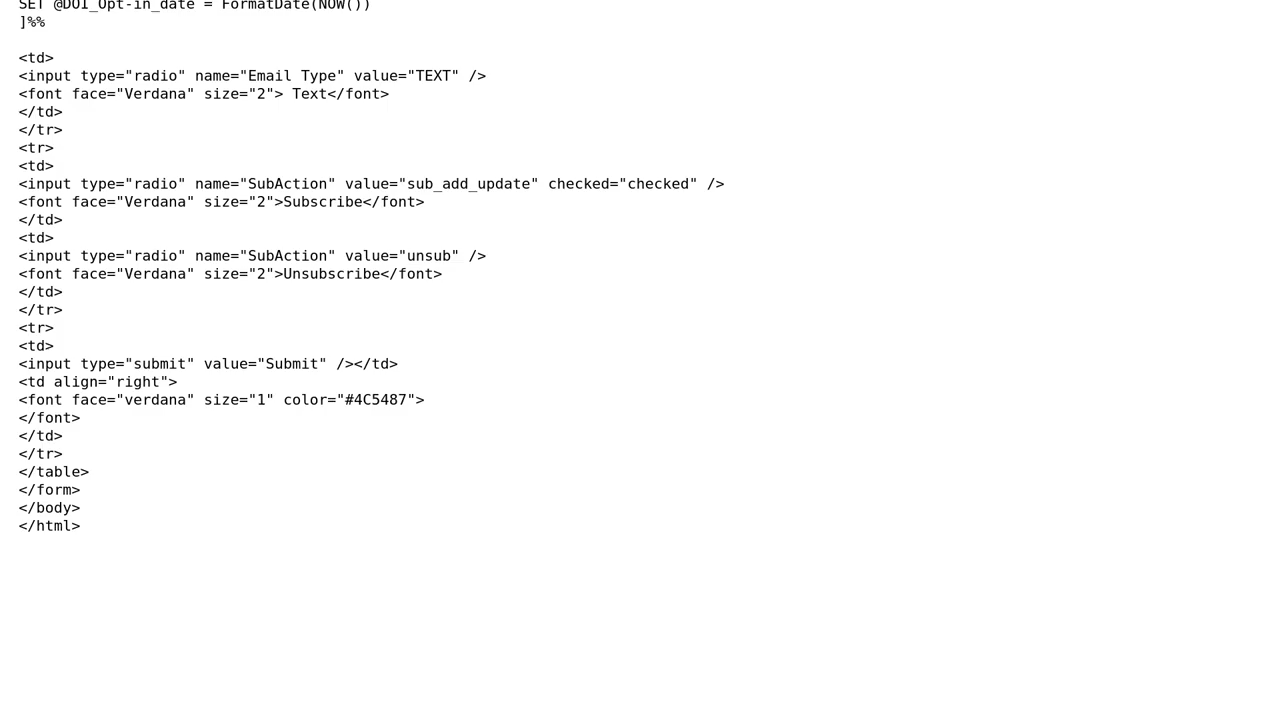 SET @DOI_Opt-in_date = FormatDate(NOW())
]%%
<td>
<input type="radio" name="Email Type" value="TEXT" />
<font face="Verdana" size="2"> Text</font>
</td>
</tr>
<tr>
<td>
<input type="radio" name="SubAction" value="sub_add_update" checked="checked" />
<font face="Verdana" size="2">Subscribe</font>
</td>
<td>
<input type="radio" name="SubAction" value="unsub" />
<font face="Verdana" size="2">Unsubscribe</font>
</td>
</tr>
<tr>
<td>
<input type="submit" value="Submit" /></td>
<td align="right">
<font face="verdana" size="1" color="#4C5487">
</font>
</td>
</tr>
</table>
</form>
</body>
</html>